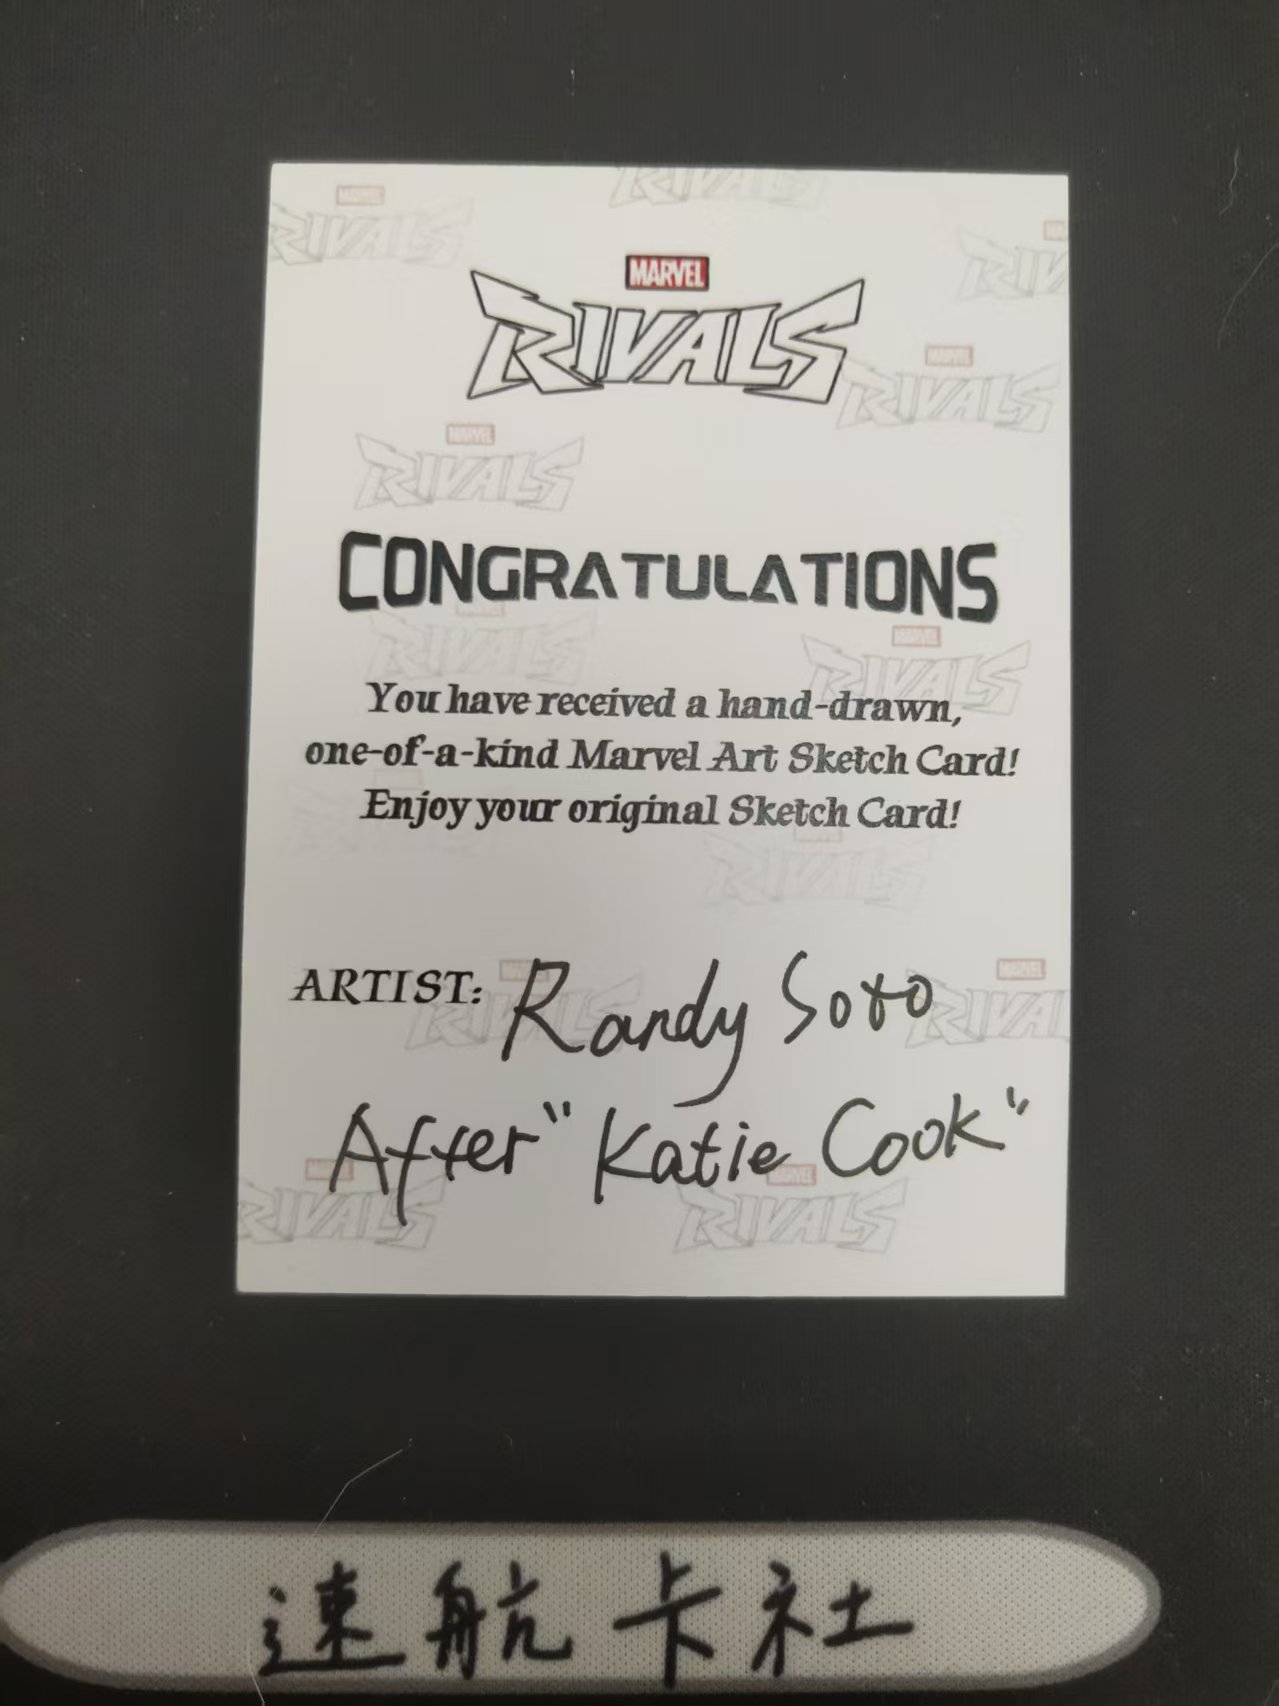 MARVEL
RIVALS
CONGRATULATIONS
You have received a hand-drawn,
one-of-a-kind Marvel Art Sketch Card!
Enjoy your original Sketch Card!
ARTIST: Randy Soto
After "Katie Cook"
速航卡社